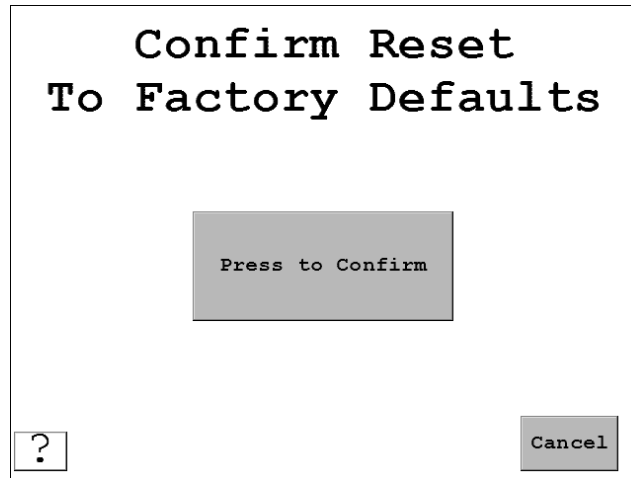 Confirm Reset
To Factory Defaults
Press to Confirm
?
Cancel